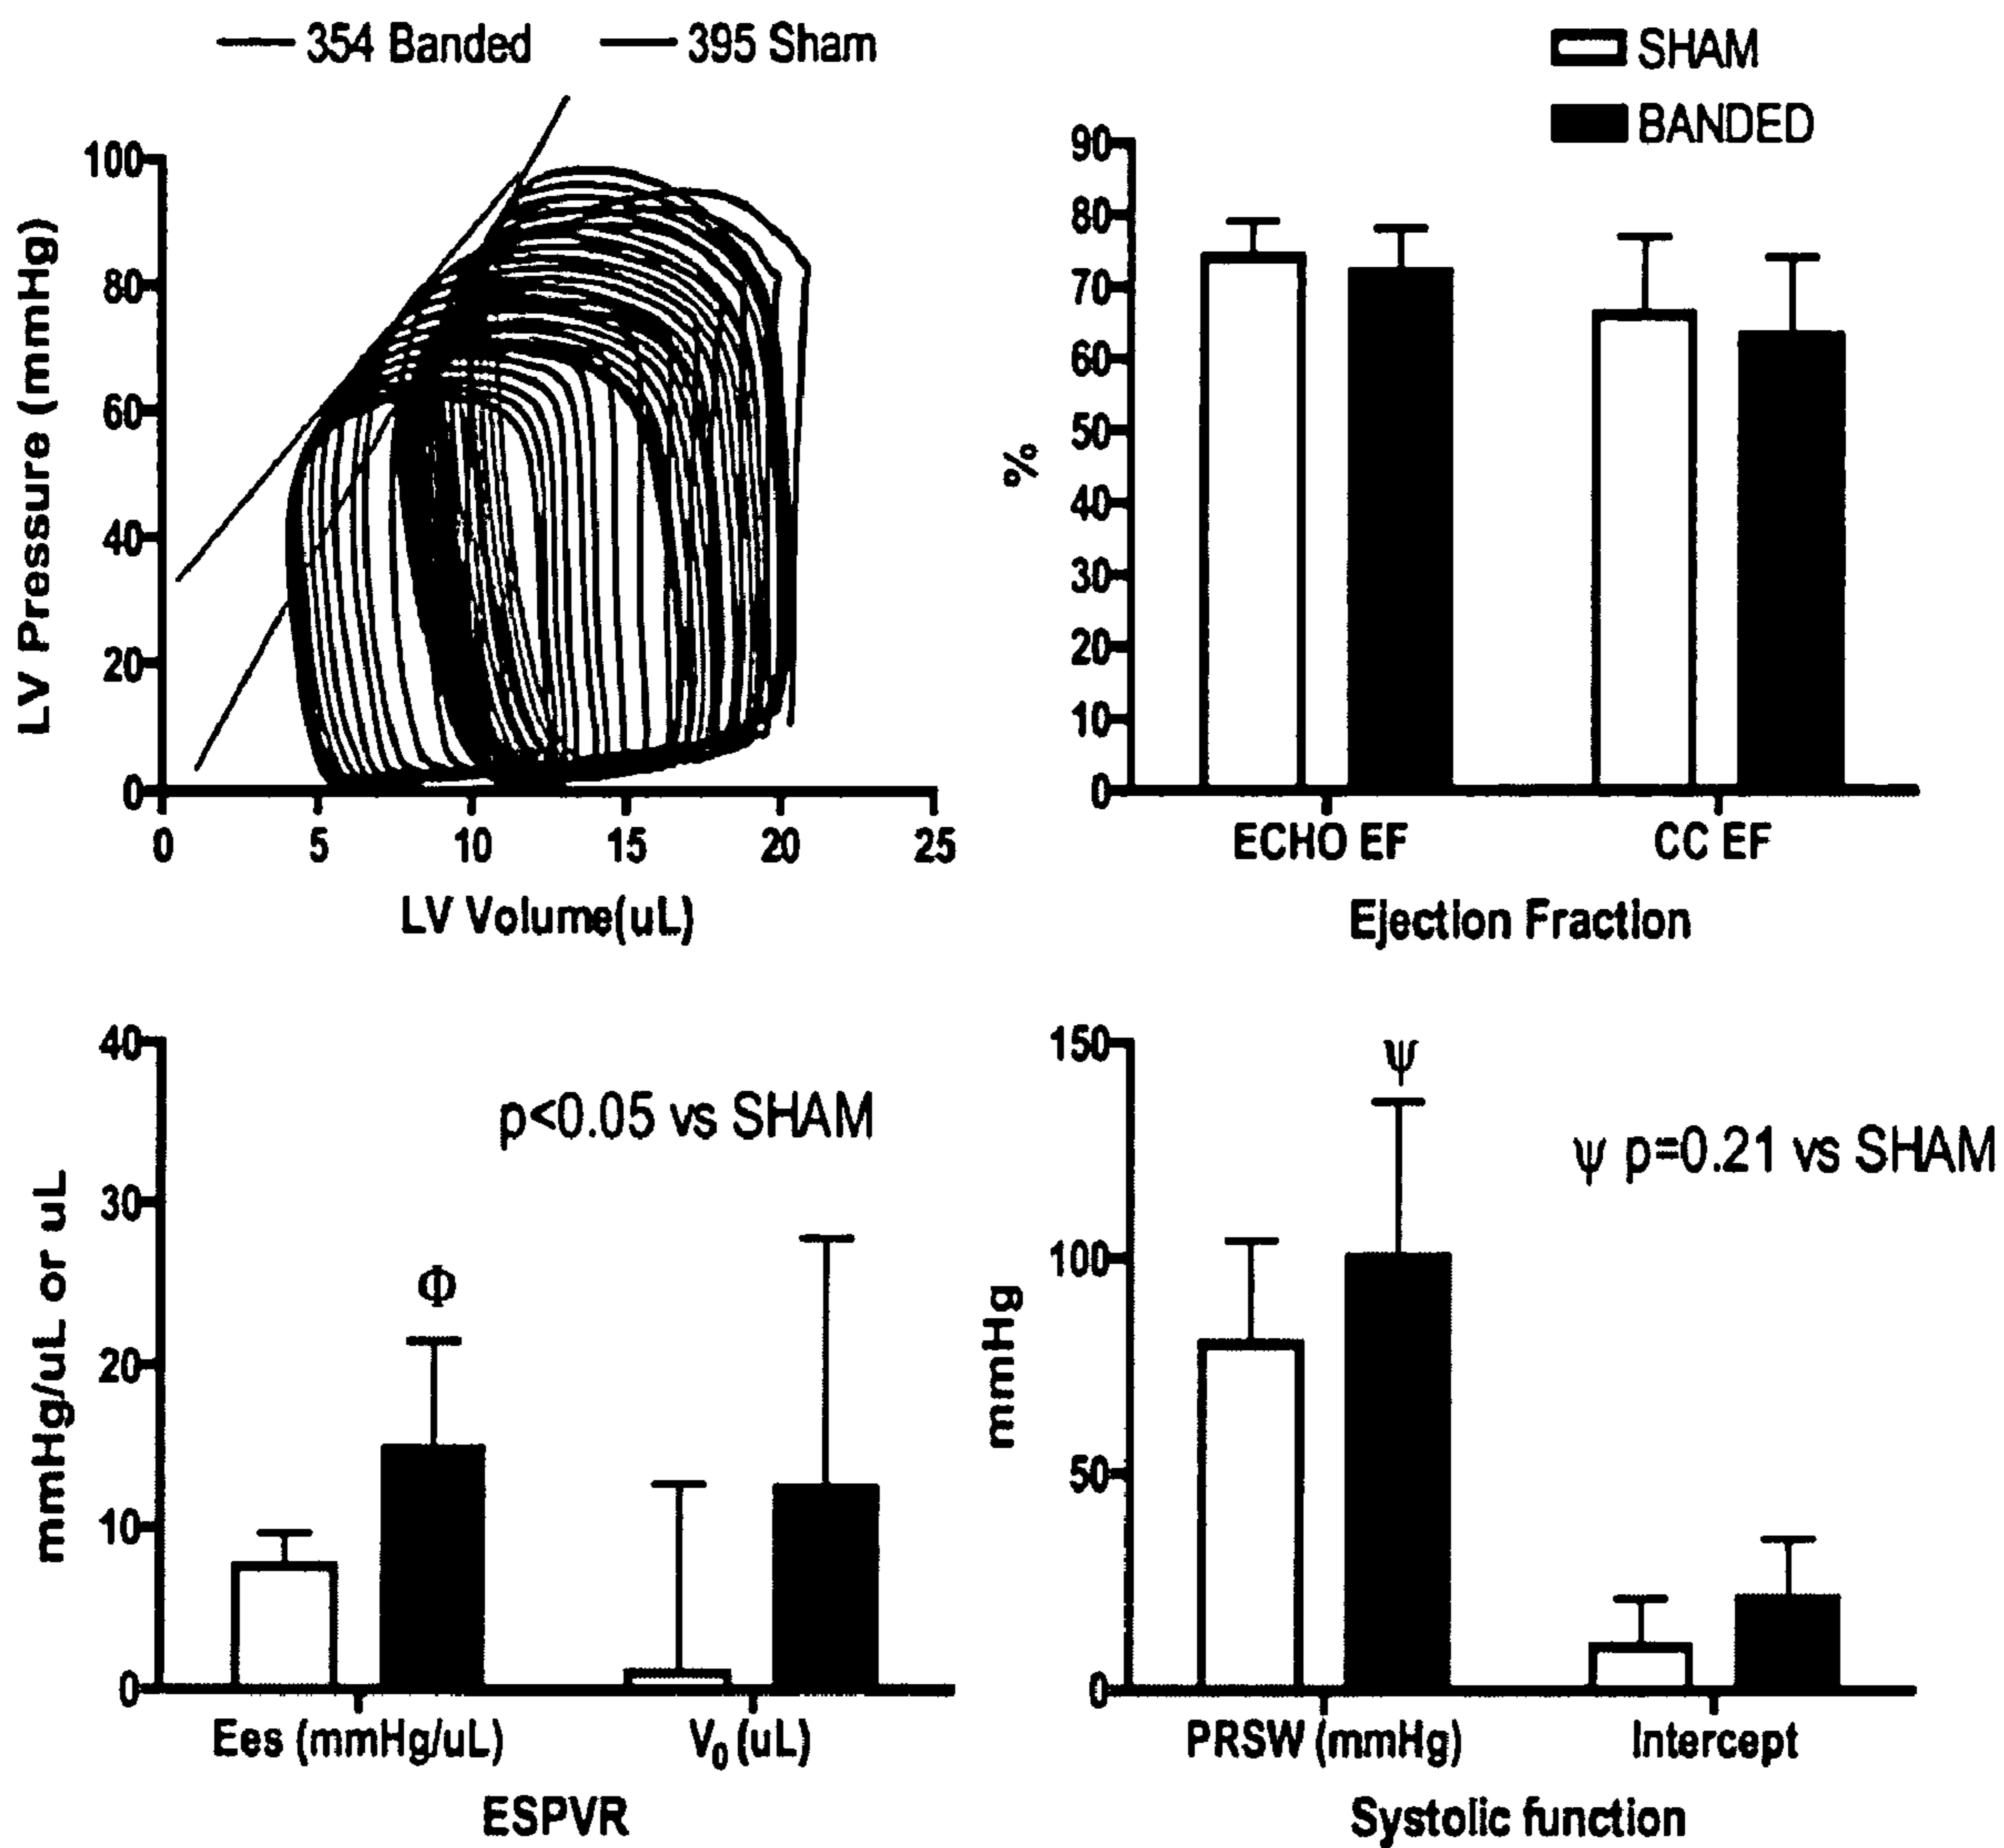 354 Banded 395 Sham
LV Pressure (mmHg)
100
80
60
40
20
0
0 5 10 15 20 25
LV Volume(uL)
SHAM
BANDED
%
90
80
70
60
50
40
30
20
10
0
ECHO EF CC EF
Ejection Fraction
mmHg/uL or uL
40
30
20
10
0
p<0.05 vs SHAM
Φ
Ees (mmHg/uL) V₀ (uL)
ESPVR
mmHg
150
100
50
0
ψ
ψ p=0.21 vs SHAM
PRSW (mmHg) Intercept
Systolic function